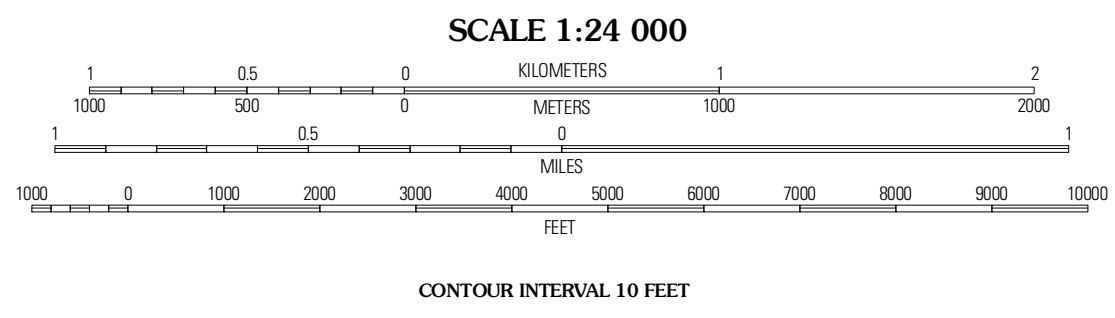 SCALE 1:24 000
1 0.5 0 KILOMETERS 1 2
1000 500 0 METERS 1000 2000
1 0.5 0 1
MILES
1000 0 1000 2000 3000 4000 5000 6000 7000 8000 9000 10000
FEET
CONTOUR INTERVAL 10 FEET